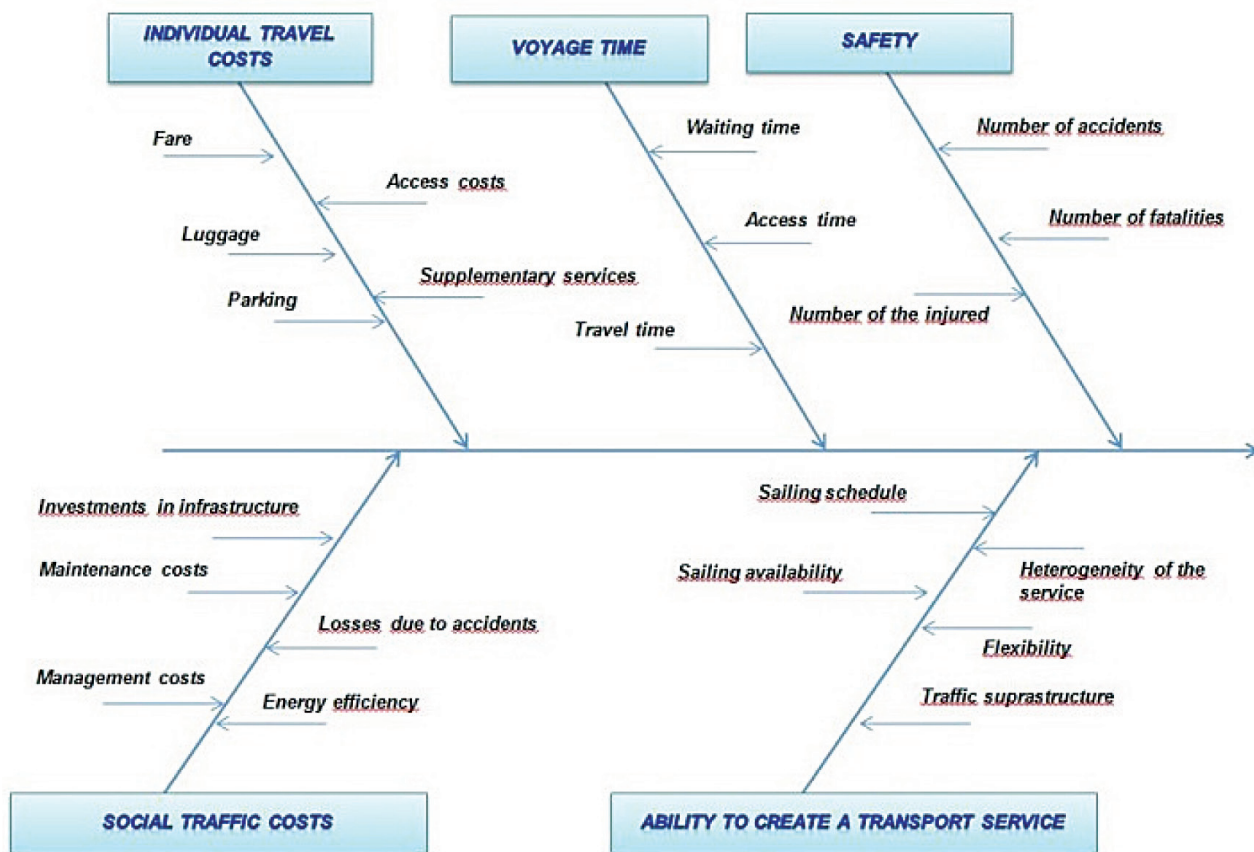 INDIVIDUAL TRAVEL
COSTS
VOYAGE TIME
SAFETY
Fare
Access costs
Luggage
Supplementary services
Parking
Waiting time
Access time
Travel time
Number of accidents
Number of fatalities
Number of the injured
Investments in infrastructure
Maintenance costs
Losses due to accidents
Management costs
Energy efficiency
Sailing schedule
Heterogeneity of the
service
Sailing availability
Flexibility
Traffic suprastructure
SOCIAL TRAFFIC COSTS
ABILITY TO CREATE A TRANSPORT SERVICE